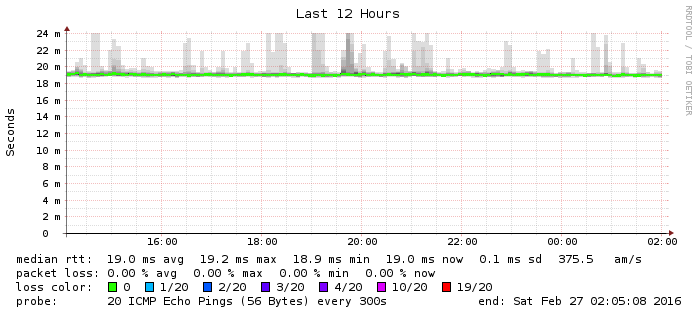 Last 12 Hours
RRDTOOL / TOBI OETIKER
Seconds
24 m
22 m
20 m
18 m
16 m
14 m
12 m
10 m
8 m
6 m
4 m
2 m
0
16:00 18:00 20:00 22:00 00:00 02:00
median rtt: 19.0 ms avg 19.2 ms max 18.9 ms min 19.0 ms now 0.1 ms sd 375.5 am/s
packet loss: 0.00 % avg 0.00 % max 0.00 % min 0.00 % now
loss color: 0 1/20 2/20 3/20 4/20 10/20 19/20
probe: 20 ICMP Echo Pings (56 Bytes) every 300s end: Sat Feb 27 02:05:08 2016